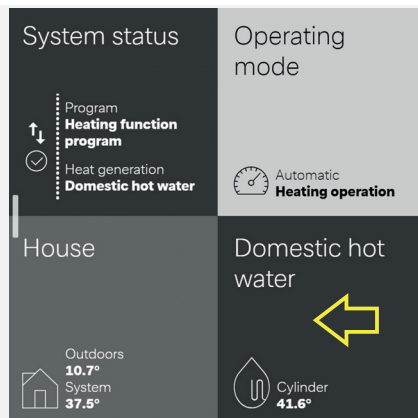 System status
Program
Heating function
program
Heat generation
Domestic hot water
Operating
mode
Automatic
Heating operation
House
Outdoors
10.7°
System
37.5°
Domestic hot
water
Cylinder
41.6°